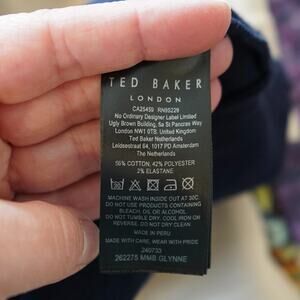 TED BAKER
LONDON
CA25459 RN95229
No Ordinary Designer Label Limited
Ugly Brown Building, 6a St Pancras Way
London NW1 0TB, United Kingdom
Ted Baker Netherlands
Leidsestraat 64, 1017 PD Amsterdam
The Netherlands
56% COTTON, 42% POLYESTER
2% ELASTANE
MACHINE WASH INSIDE OUT AT 30C
DO NOT USE PRODUCTS CONTAINING
BLEACH, OIL OR ALCOHOL.
DO NOT TUMBLE DRY. COOL IRON ON
REVERSE. DO NOT DRY CLEAN.
MADE IN PERU
MADE WITH CARE, WEAR WITH PRIDE
240733
262275 MMB GLYNNE